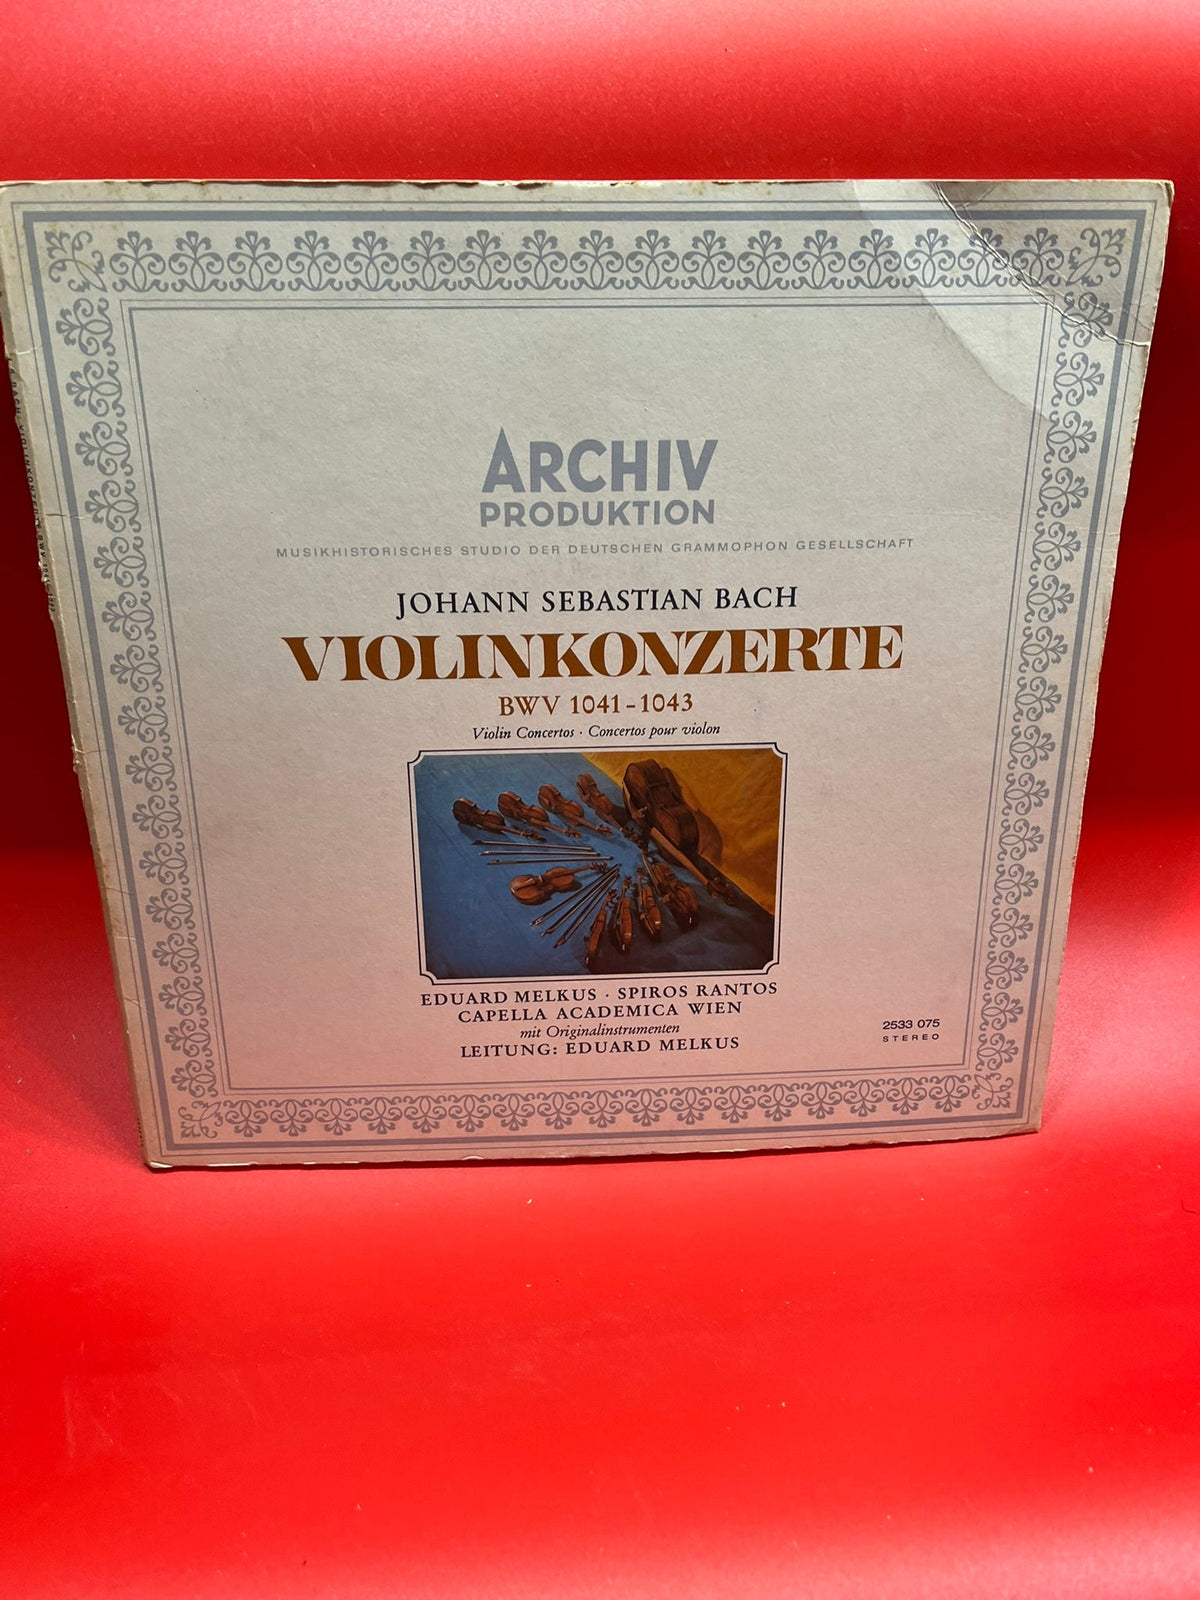 ARCHIV
PRODUKTION
MUSIKHISTORISCHES STUDIO DER DEUTSCHEN GRAMMOPHON GESELLSCHAFT
JOHANN SEBASTIAN BACH
VIOLINKONZERTE
BWV 1041-1043
Violin Concertos · Concertos pour violon
EDUARD MELKUS · SPIROS RANTOS
CAPELLA ACADEMICA WIEN
mit Originalinstrumenten
LEITUNG: EDUARD MELKUS
2533 075
STEREO